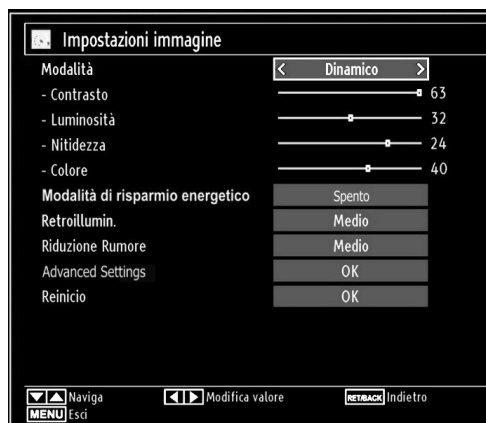 Impostazioni immagine
Modalità < Dinamico >
- Contrasto 63
- Luminosità 32
- Nitidezza 24
- Colore 40
Modalità di risparmio energetico Spento
Retroillumin. Medio
Riduzione Rumore Medio
Advanced Settings OK
Reinicio OK
Naviga Modifica valore RET/BACK Indietro
MENU Esci